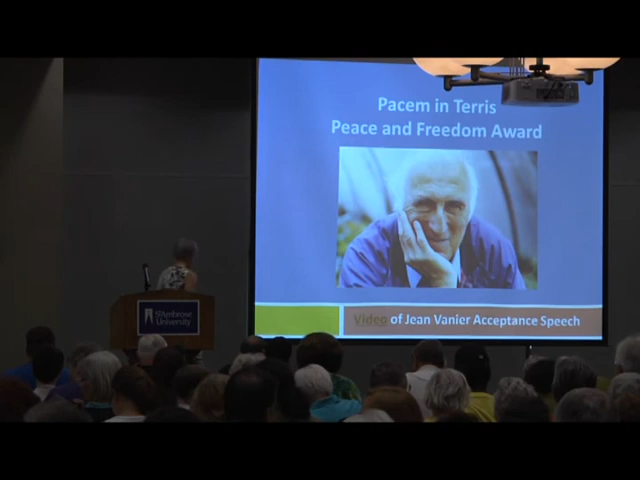 Pacem in Terris
Peace and Freedom Award
Video of Jean Vanier Acceptance Speech
St.Ambrose
University